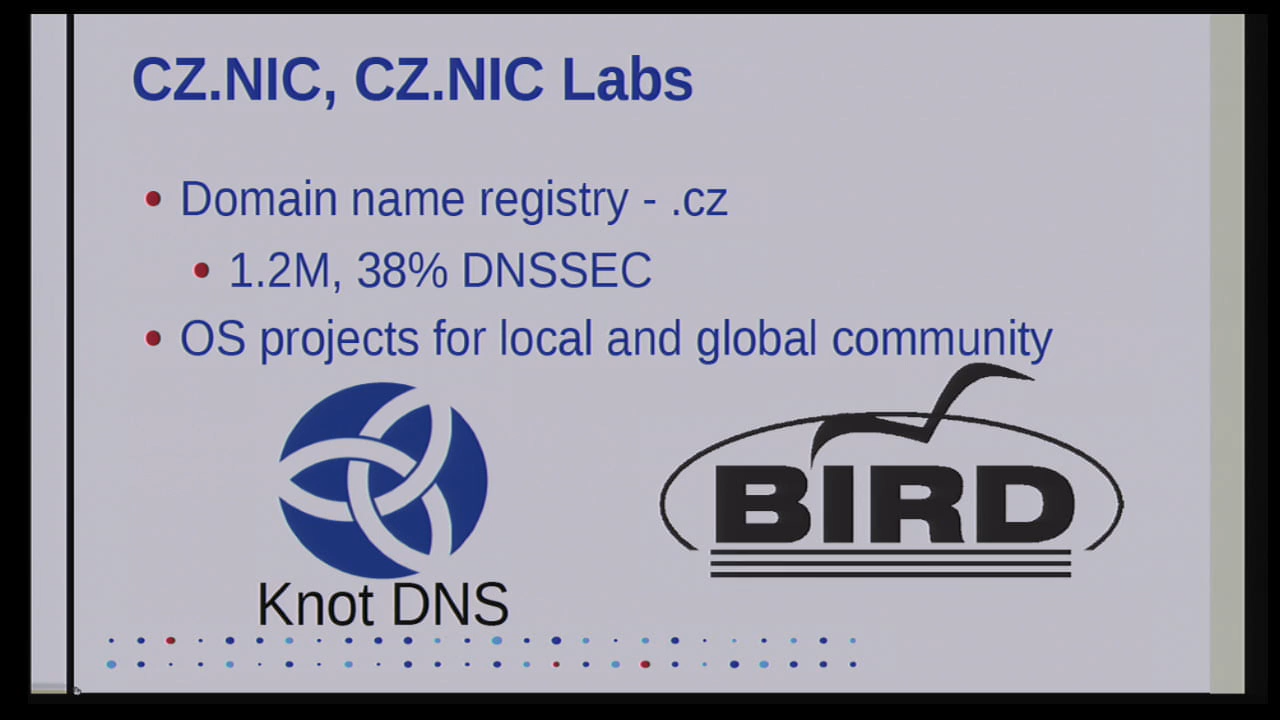 CZ.NIC, CZ.NIC Labs
Domain name registry - .cz
1.2M, 38% DNSSEC
OS projects for local and global community
BIRD
Knot DNS